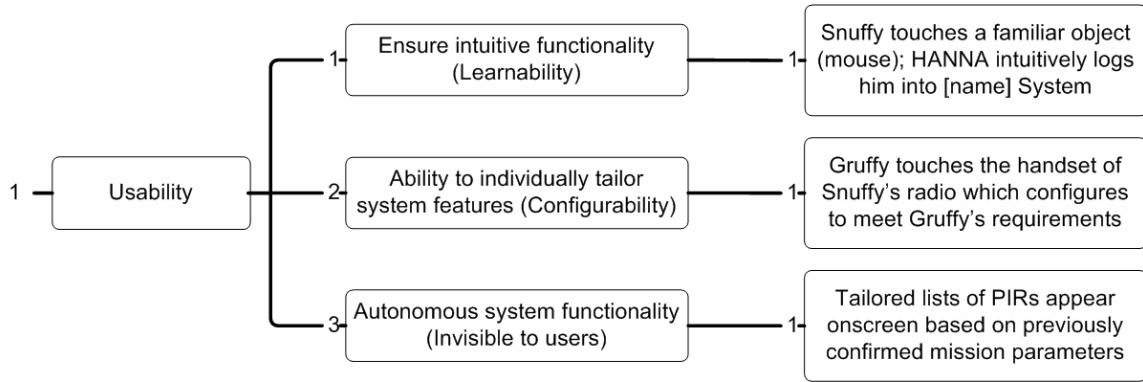 1
Usability
1
Ensure intuitive functionality
(Learnability)
1
Snuffy touches a familiar object
(mouse); HANNA intuitively logs
him into [name] System
2
Ability to individually tailor
system features (Configurability)
1
Gruffy touches the handset of
Snuffy's radio which configures
to meet Gruffy's requirements
3
Autonomous system functionality
(Invisible to users)
1
Tailored lists of PIRs appear
onscreen based on previously
confirmed mission parameters